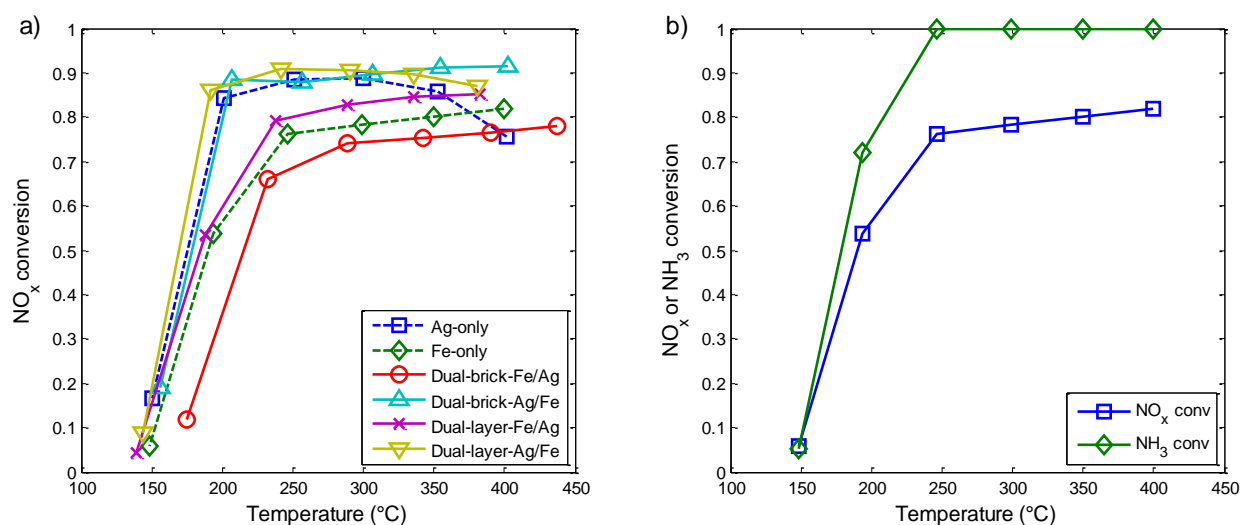 a)
1
0.9
0.8
0.7
0.6
0.5
0.4
0.3
0.2
0.1
0
NOx conversion
100 150 200 250 300 350 400 450
Temperature (°C)
Ag-only
Fe-only
Dual-brick-Fe/Ag
Dual-brick-Ag/Fe
Dual-layer-Fe/Ag
Dual-layer-Ag/Fe
b)
1
0.9
0.8
0.7
0.6
0.5
0.4
0.3
0.2
0.1
0
NOx or NH3 conversion
100 150 200 250 300 350 400 450
Temperature (°C)
NOx conv
NH3 conv